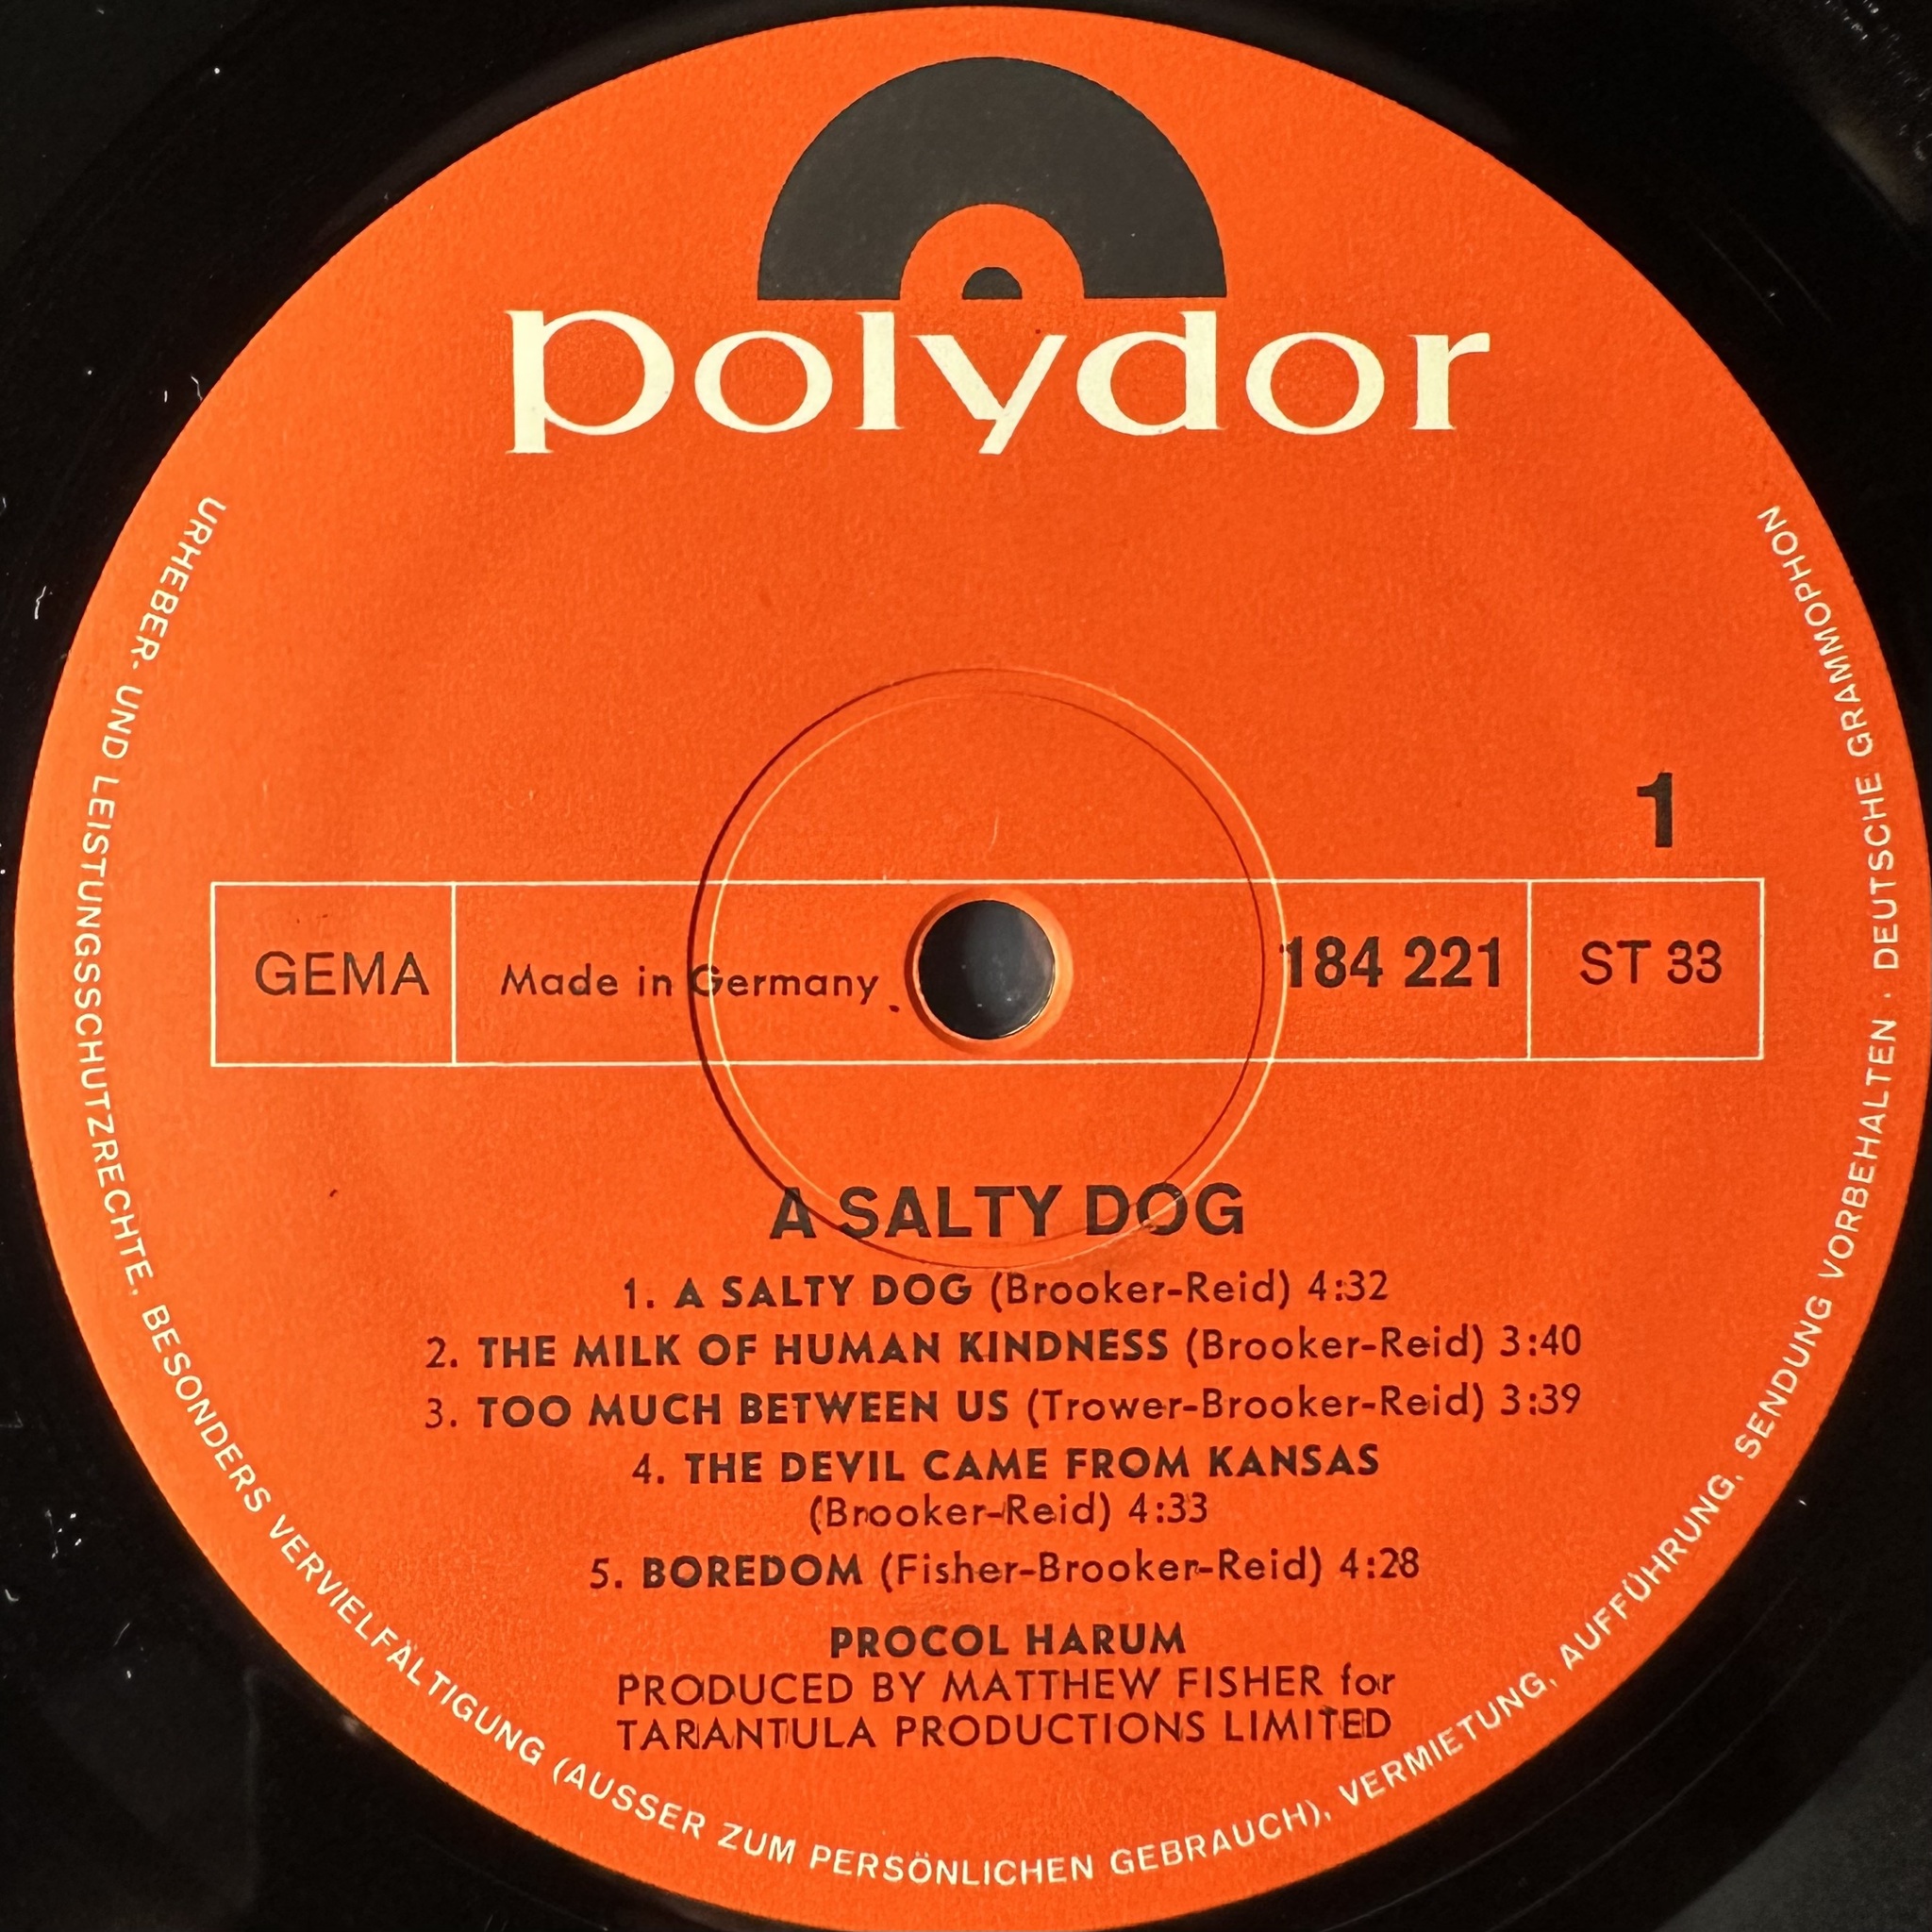 polydor
1
GEMA
Made in Germany
184 221
ST 33
A SALTY DOG
1. A SALTY DOG (Brooker-Reid) 4:32
2. THE MILK OF HUMAN KINDNESS (Brooker-Reid) 3:40
3. TOO MUCH BETWEEN US (Trower-Brooker-Reid) 3:39
4. THE DEVIL CAME FROM KANSAS
(Brooker-Reid) 4:33
5. BOREDOM (Fisher-Brooker-Reid) 4:28
PROCOL HARUM
PRODUCED BY MATTHEW FISHER for
TARANTULA PRODUCTIONS LIMITED
URHEBER- UND LEISTUNGSSCHUTZRECHTE, BESONDERS VERVIELFÄLTIGUNG (AUSSER ZUM PERSÖNLICHEN GEBRAUCH), VERMIETUNG, AUFFÜHRUNG, SENDUNG VORBEHALTEN · DEUTSCHE GRAMMOPHON